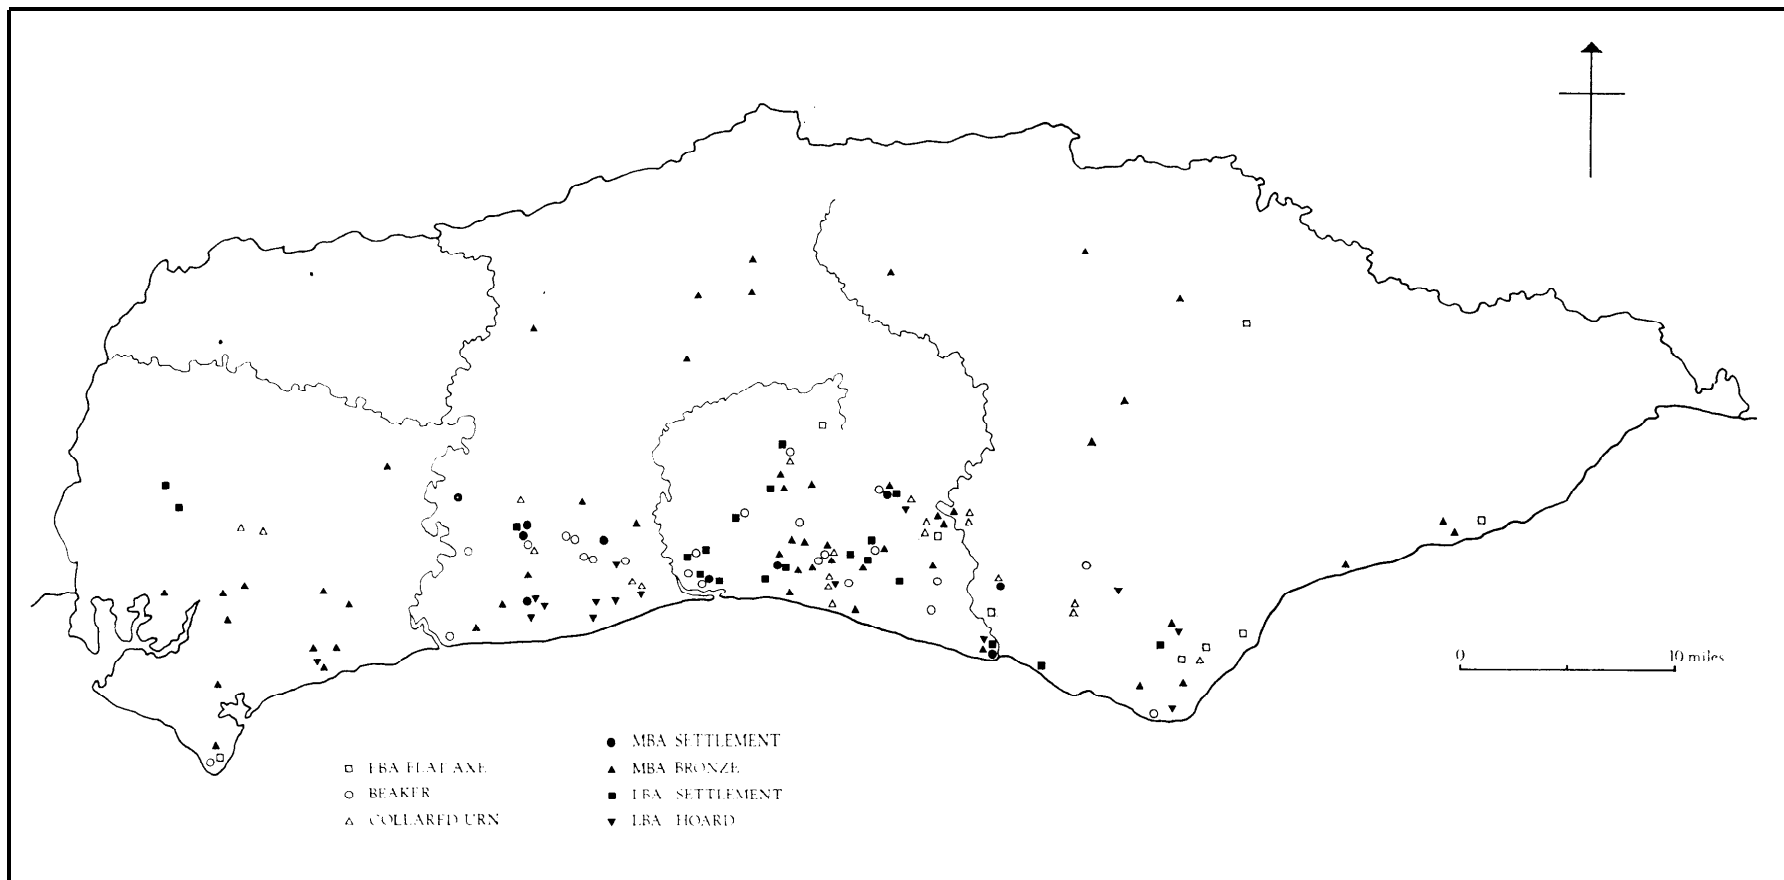 0 10 miles
MBA SETTLEMENT
EBA FLAT AXE
MBA BRONZE
BEAKER
LBA SETTLEMENT
COLLARED URN
LBA HOARD